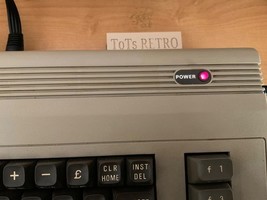 ToTs RETRO
POWER
+ - £ CLR HOME INST DEL f 1